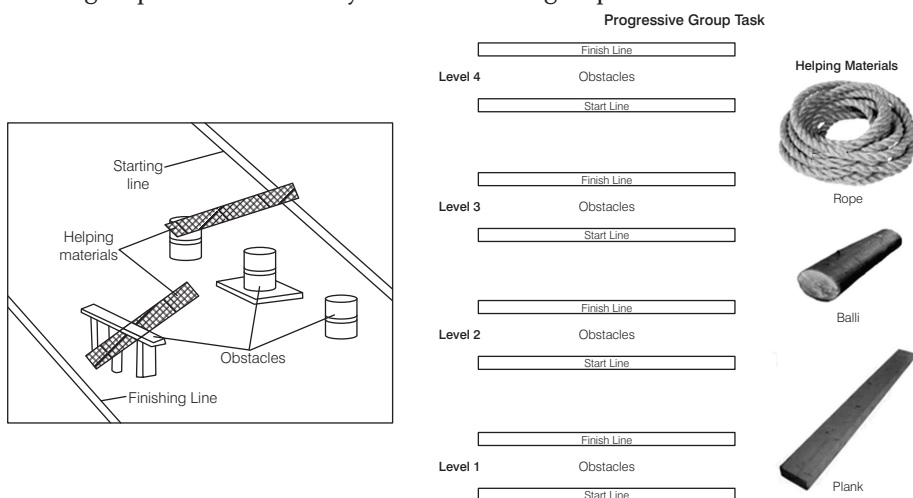 Starting
line
Helping
materials
Obstacles
Finishing Line
Progressive Group Task
Finish Line
Level 4
Obstacles
Start Line
Finish Line
Level 3
Obstacles
Start Line
Finish Line
Level 2
Obstacles
Start Line
Finish Line
Level 1
Obstacles
Start Line
Helping Materials
Rope
Balli
Plank